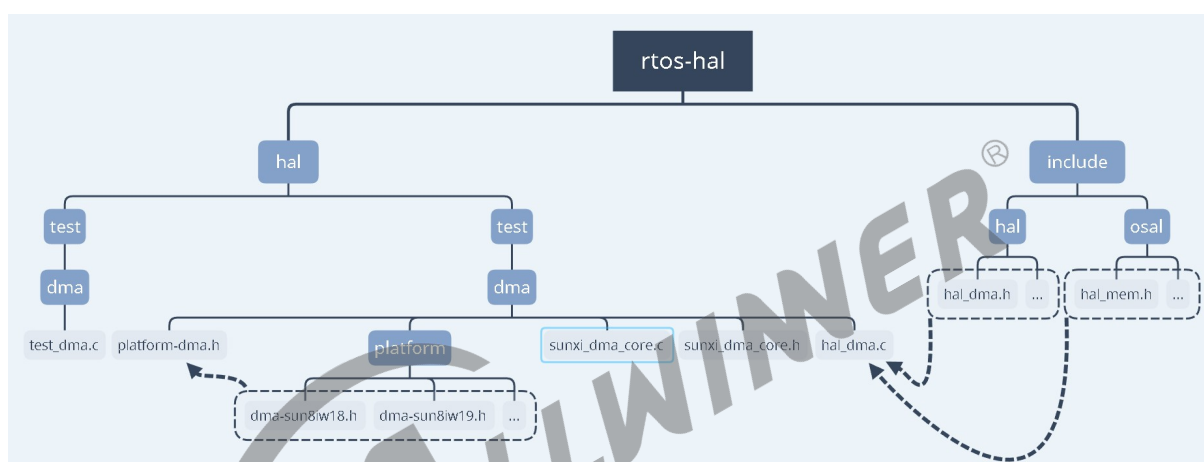 rtos-hal
hal
include
test
test
hal
osal
dma
dma
hal_dma.h
...
hal_mem.h
...
test_dma.c
platform-dma.h
platform
sunxi_dma_core.c
sunxi_dma_core.h
hal_dma.c
dma-sun8iw18.h
dma-sun8iw19.h
...
ALLWINNER®